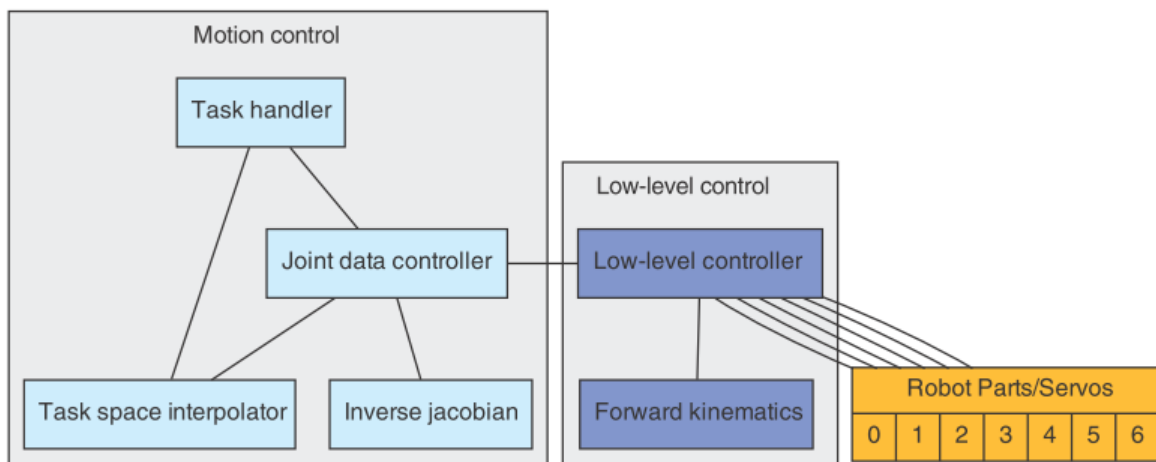 Motion control
Task handler
Low-level control
Joint data controller
Low-level controller
Task space interpolator
Inverse jacobian
Forward kinematics
Robot Parts/Servos
0 1 2 3 4 5 6